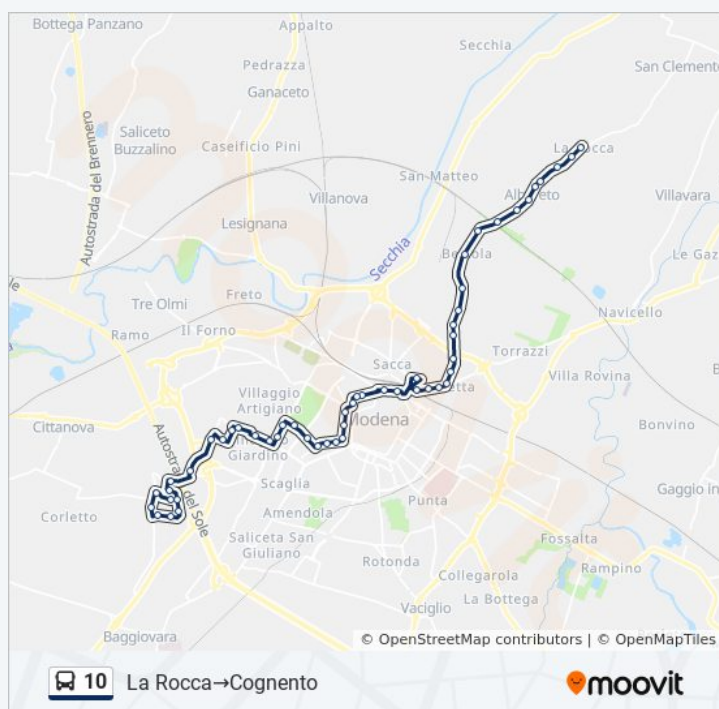 Bottega Panzano
Appalto
Secchia
San Clemente
Pedrazza
Ganaceto
Saliceto
Buzzalino
Autostrada del Brennero
Caseificio Pini
La Rocca
San Matteo
Albareto
Villavara
Villanova
Lesignana
Secchia
Le Gaz
Tre Olmi
Freto
Navicello
Ramo
Il Forno
Sacca
Torrazzi
Villa Rovina
Villaggio
Artigiano
Modena
Bonvino
Cittanova
Autostrada del Sole
Giardino
Scaglia
Punta
Gaggio in
Corletto
Amendola
Saliceto San
Giuliano
Fossalta
Rotonda
Collegarola
Rampino
La Bottega
Vaciglio
Baggiovara
© OpenStreetMap contributors | © OpenMapTiles
10 La Rocca→Cognento
moovit